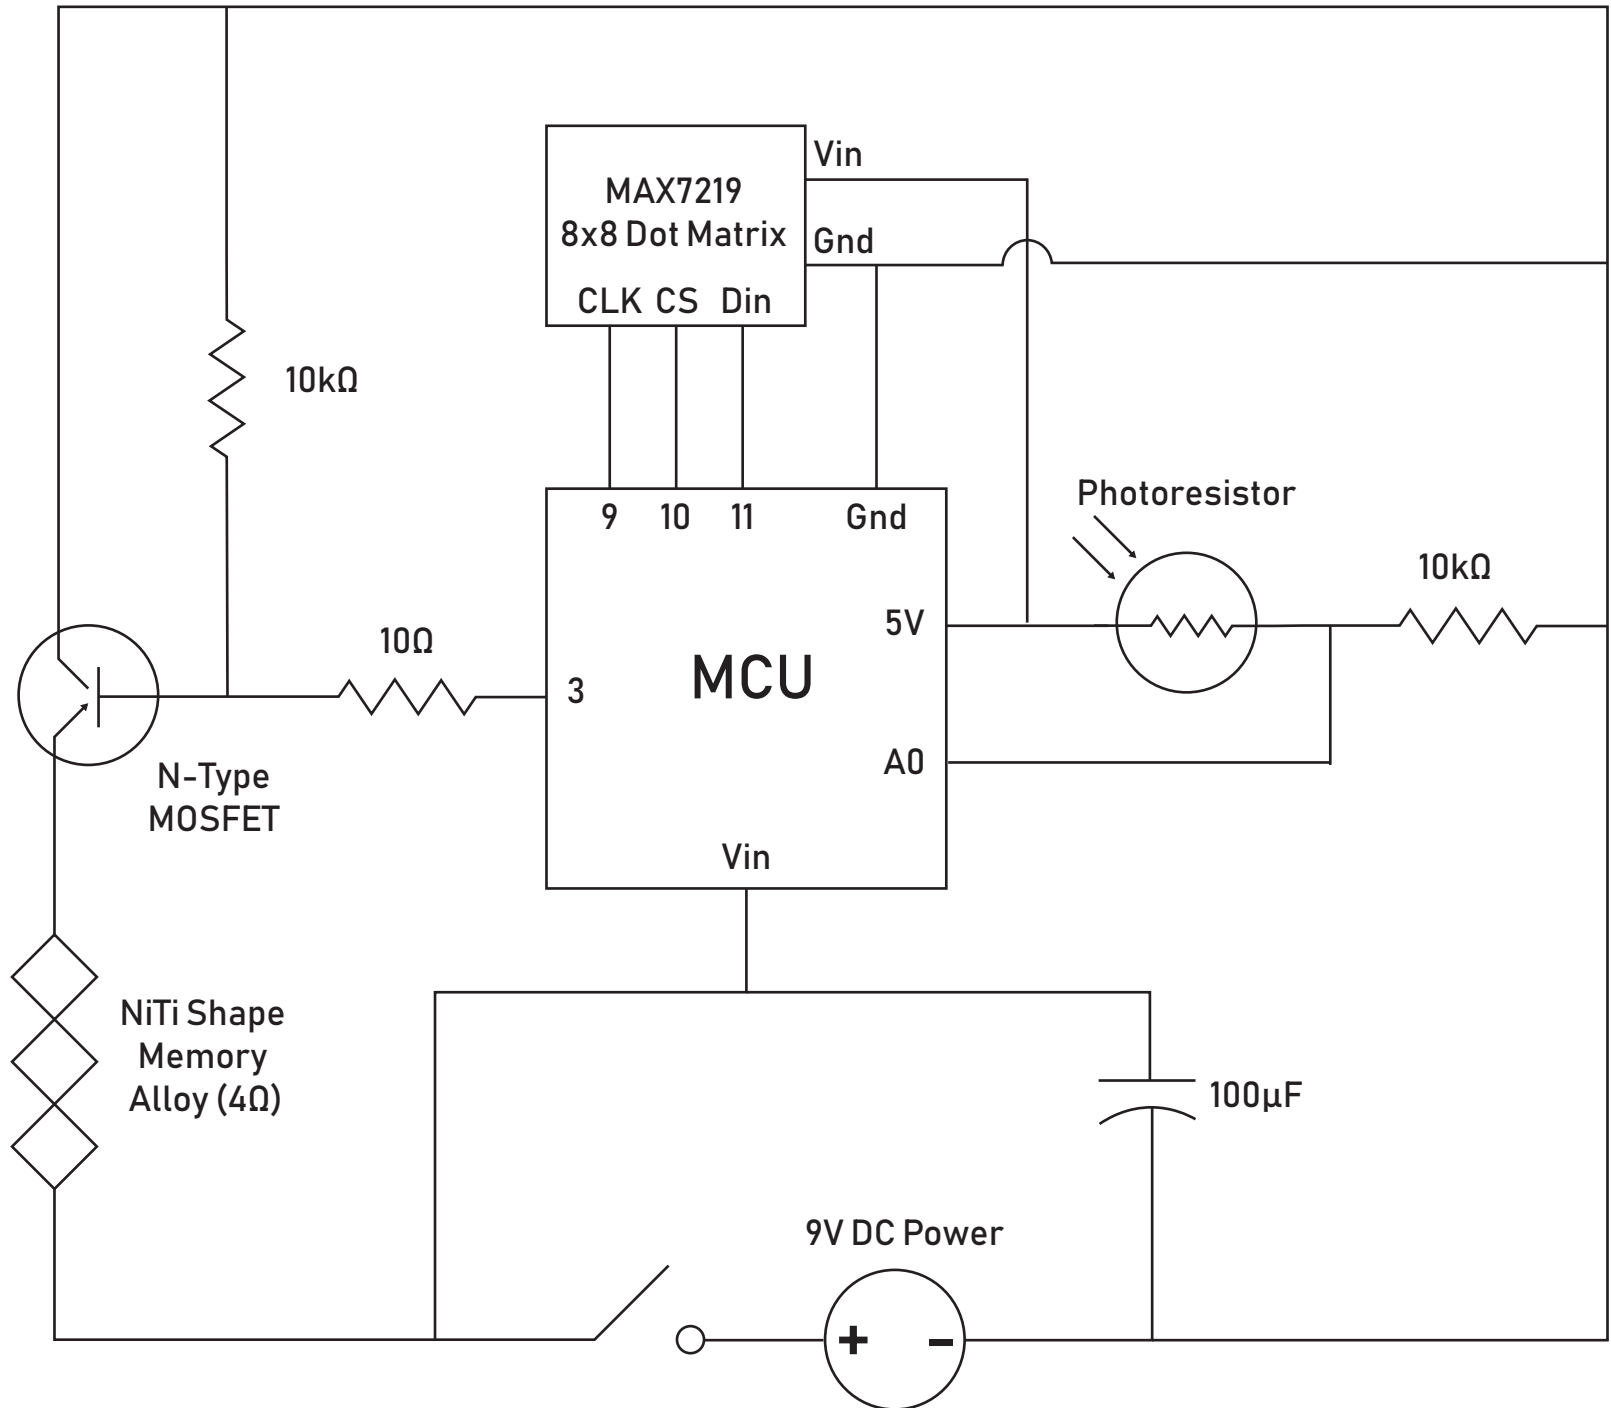 Vin
MAX7219
8x8 Dot Matrix
Gnd
CLK CS Din
10kΩ
9 10 11 Gnd
Photoresistor
10kΩ
5V
10Ω
MCU
3
A0
N-Type
MOSFET
Vin
NiTi Shape
Memory
Alloy (4Ω)
100µF
9V DC Power
+ -